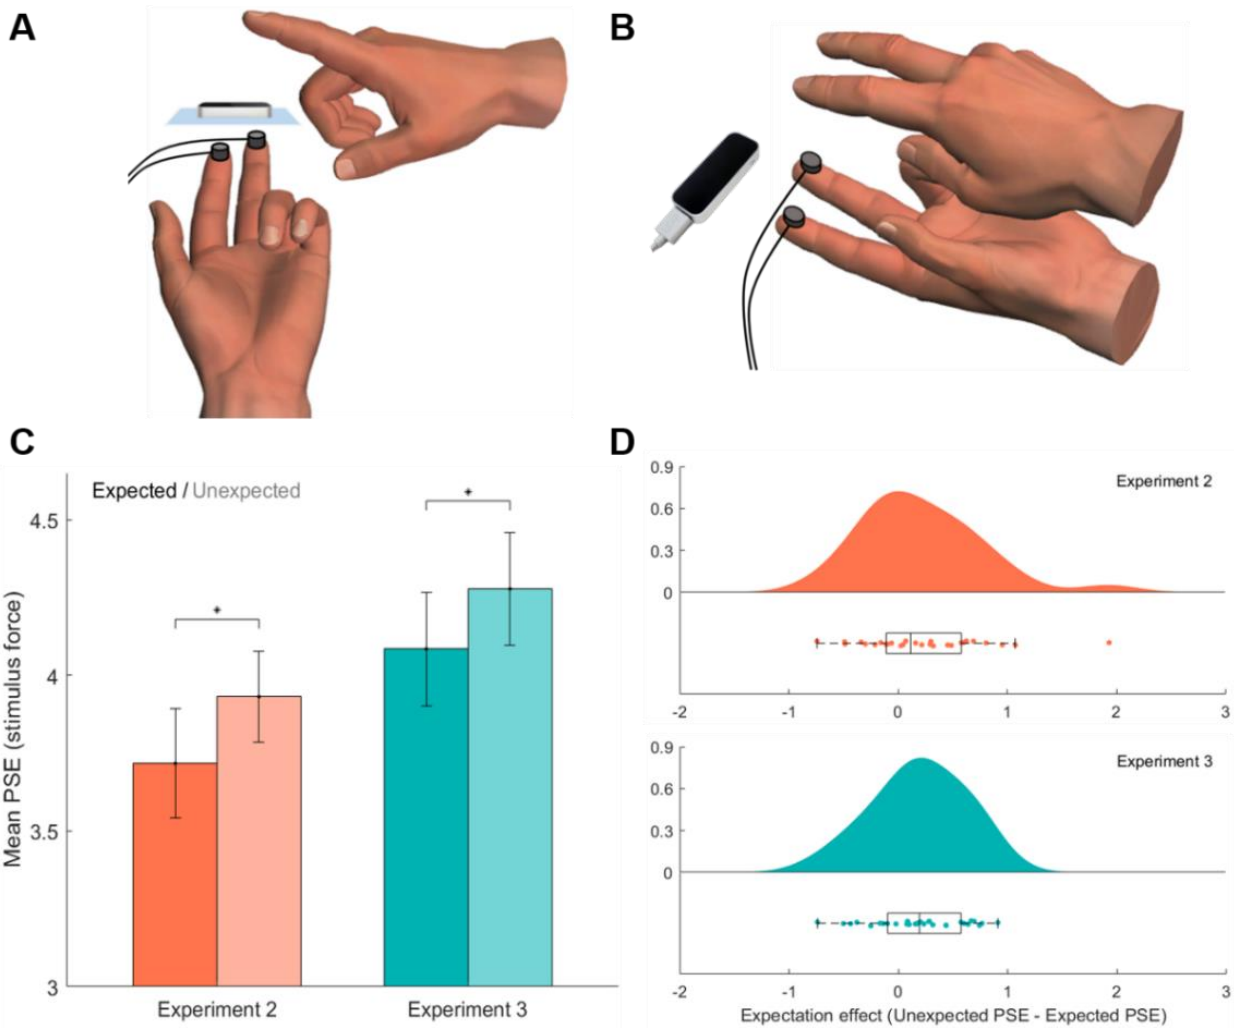 A
B
C
Expected / Unexpected
*
*
4.5
4
3.5
3
Mean PSE (stimulus force)
Experiment 2
Experiment 3
D
Experiment 2
0.9
0.6
0.3
0
-2
-1
0
1
2
3
Experiment 3
0.9
0.6
0.3
0
-2
-1
0
1
2
3
Expectation effect (Unexpected PSE - Expected PSE)